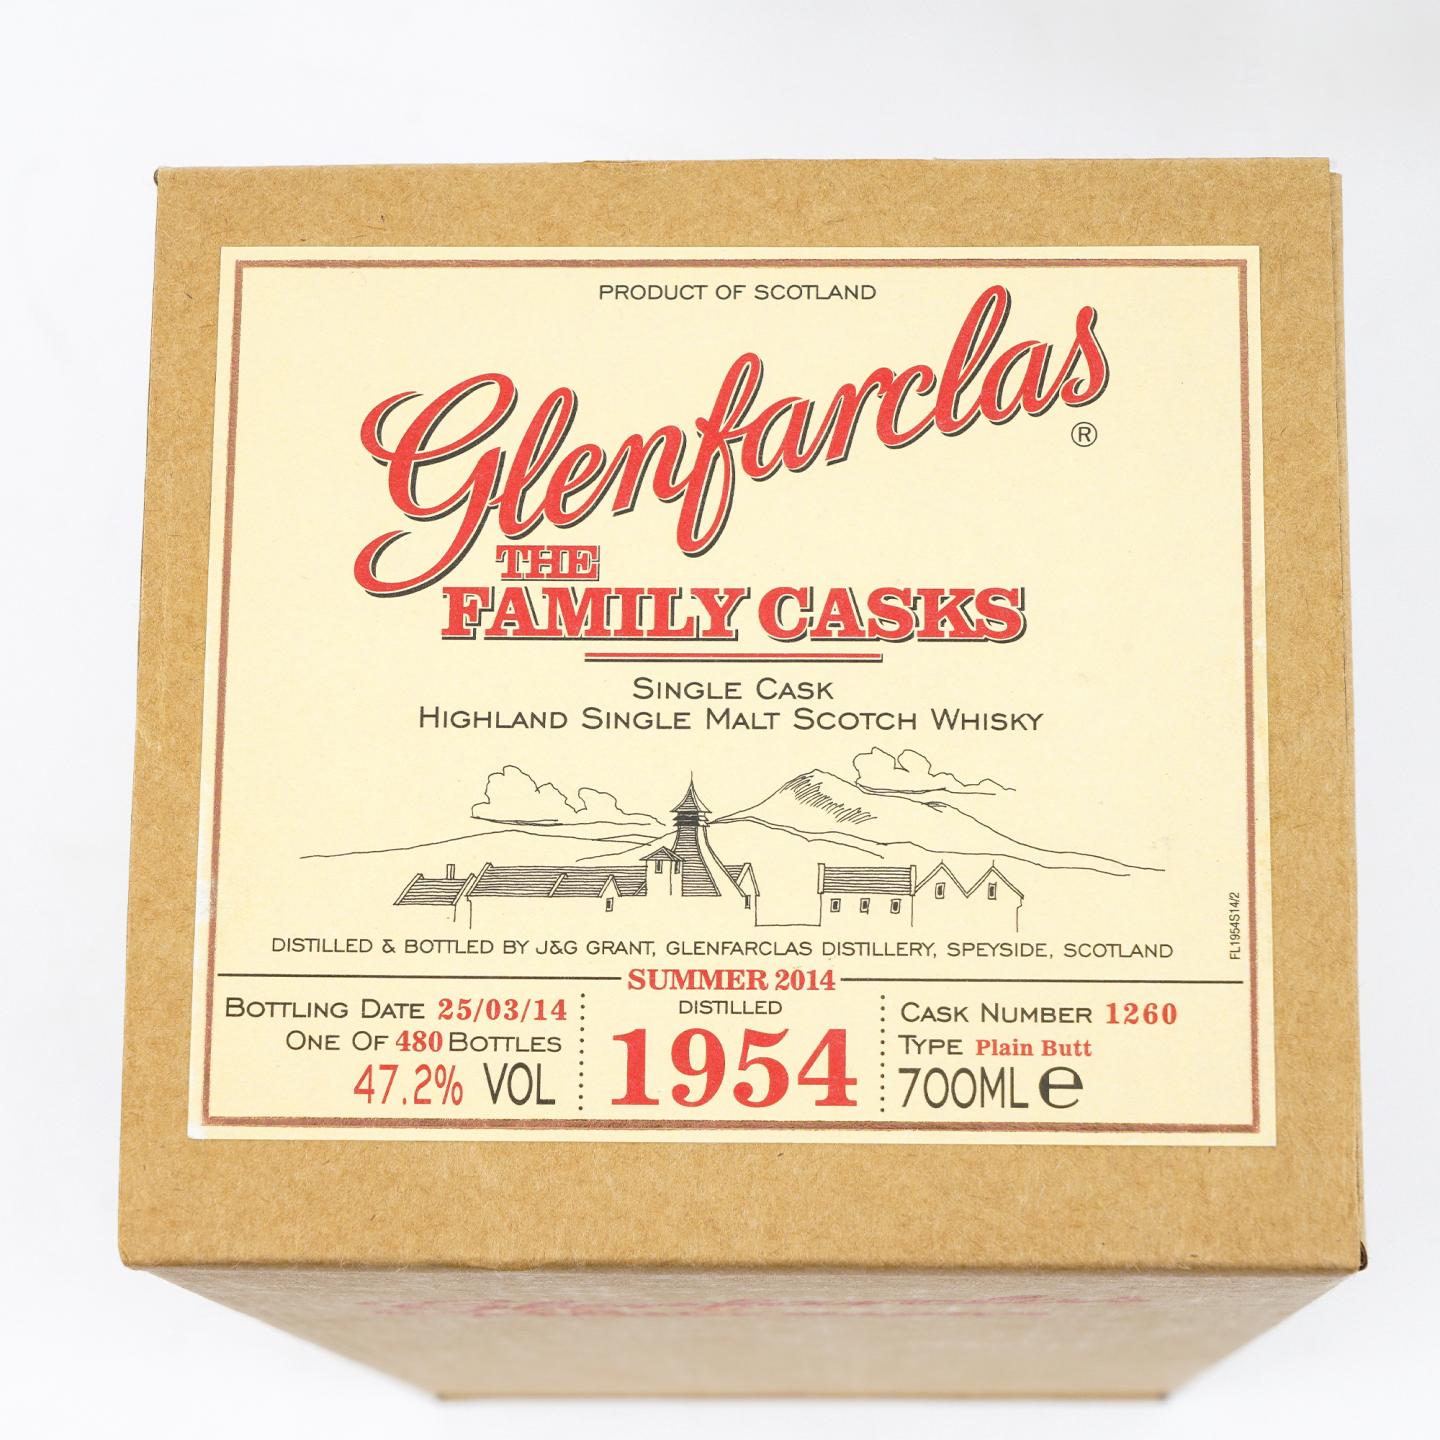 PRODUCT OF SCOTLAND
Glenfarclas
®
THE
FAMILY CASKS
SINGLE CASK
HIGHLAND SINGLE MALT SCOTCH WHISKY
FL1954S14/2
DISTILLED & BOTTLED BY J&G GRANT, GLENFARCLAS DISTILLERY, SPEYSIDE, SCOTLAND
SUMMER 2014
BOTTLING DATE 25/03/14
ONE OF 480 BOTTLES
47.2% VOL
DISTILLED
1954
CASK NUMBER 1260
TYPE Plain Butt
700ML e